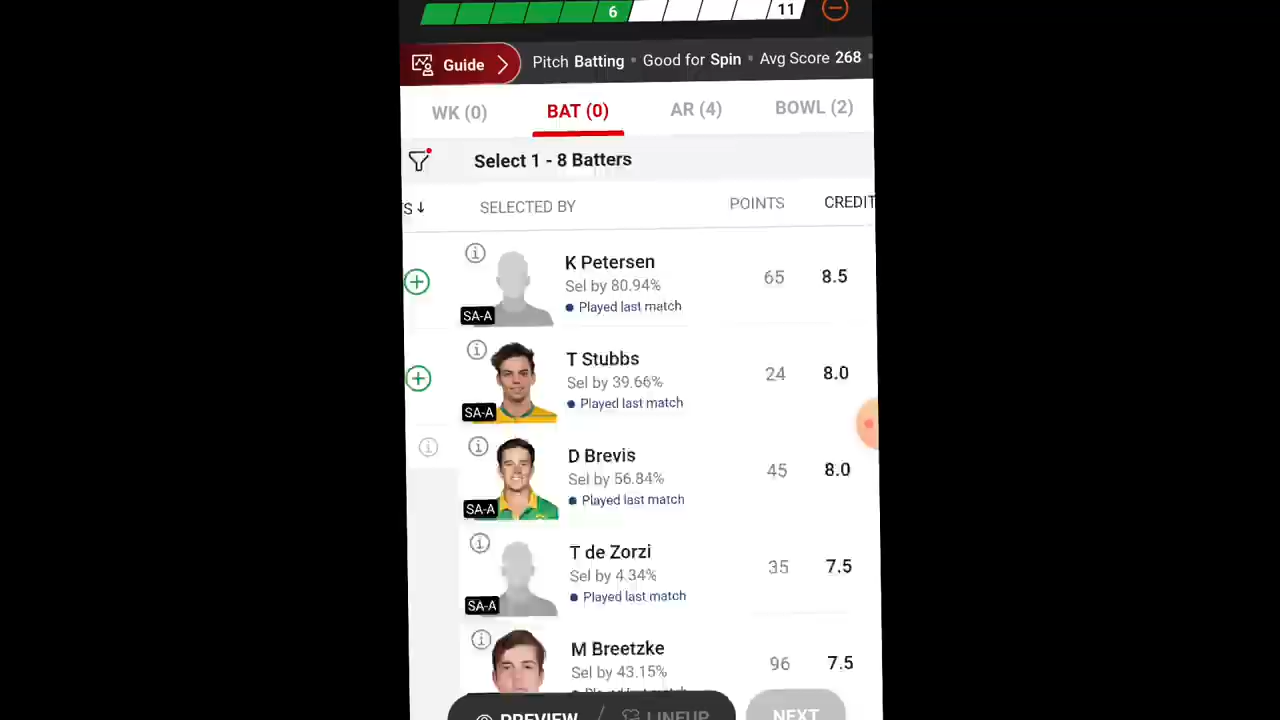 6 11
Guide Pitch Batting • Good for Spin • Avg Score 268
WK (0) BAT (0) AR (4) BOWL (2)
Select 1 - 8 Batters
S↓ SELECTED BY POINTS CREDIT
K Petersen
Sel by 80.94% 65 8.5
Played last match
SA-A
T Stubbs
Sel by 39.66% 24 8.0
Played last match
SA-A
D Brevis
Sel by 56.84% 45 8.0
Played last match
SA-A
T de Zorzi
Sel by 4.34% 35 7.5
Played last match
SA-A
M Breetzke
Sel by 43.15% 96 7.5
Played last match
PREVIEW / LINEUP NEXT